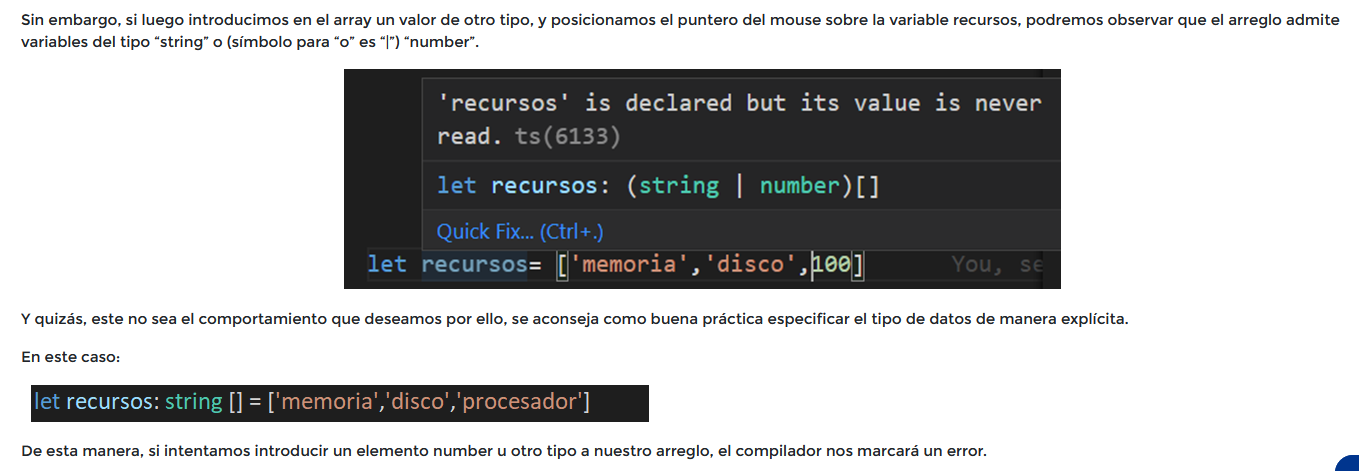 Sin embargo, si luego introducimos en el array un valor de otro tipo, y posicionamos el puntero del mouse sobre la variable recursos, podremos observar que el arreglo admite
variables del tipo “string” o (símbolo para “o” es “|”) “number”.
'recursos' is declared but its value is never
read. ts(6133)
let recursos: (string | number)[]
Quick Fix... (Ctrl+.)
let recursos= ['memoria','disco',100] You, se
Y quizás, este no sea el comportamiento que deseamos por ello, se aconseja como buena práctica especificar el tipo de datos de manera explícita.
En este caso:
let recursos: string [] = ['memoria','disco','procesador']
De esta manera, si intentamos introducir un elemento number u otro tipo a nuestro arreglo, el compilador nos marcará un error.